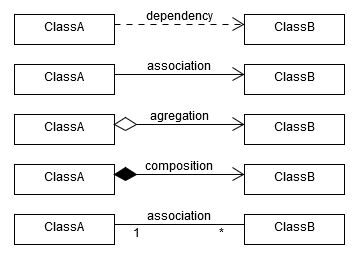 ClassA dependency ClassB
ClassA association ClassB
ClassA agregation ClassB
ClassA composition ClassB
ClassA association ClassB
1 *